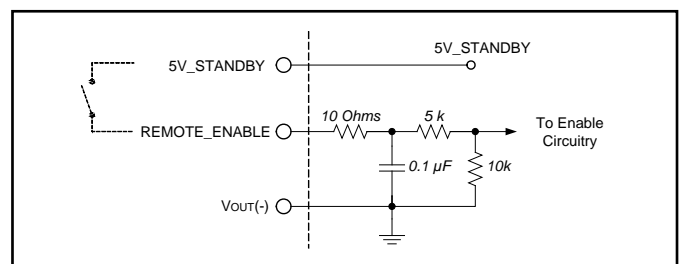 5V_STANDBY
5V_STANDBY
10 Ohms
5 k
REMOTE_ENABLE
To Enable
Circuitry
0.1 µF
10k
VOUT(-)